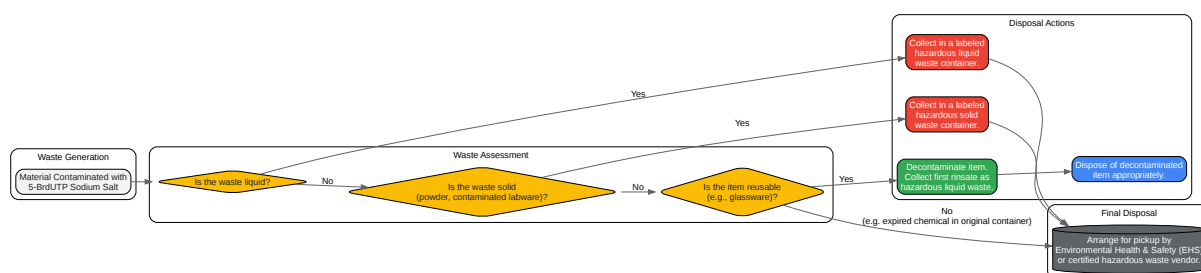 Disposal Actions
Collect in a labeled
hazardous liquid
waste container.
Yes
Collect in a labeled
hazardous solid
waste container.
Yes
Waste Generation
Material Contaminated with
5-BrdUTP Sodium Salt
Waste Assessment
Is the waste liquid?
No
Is the waste solid
(powder, contaminated labware)?
No
Is the item reusable
(e.g., glassware)?
Yes
Decontaminate item.
Collect first rinsate as
hazardous liquid waste.
Dispose of decontaminated
item appropriately.
No
(e.g. expired chemical in original container)
Final Disposal
Arrange for pickup by
Environmental Health & Safety (EHS)
or certified hazardous waste vendor.